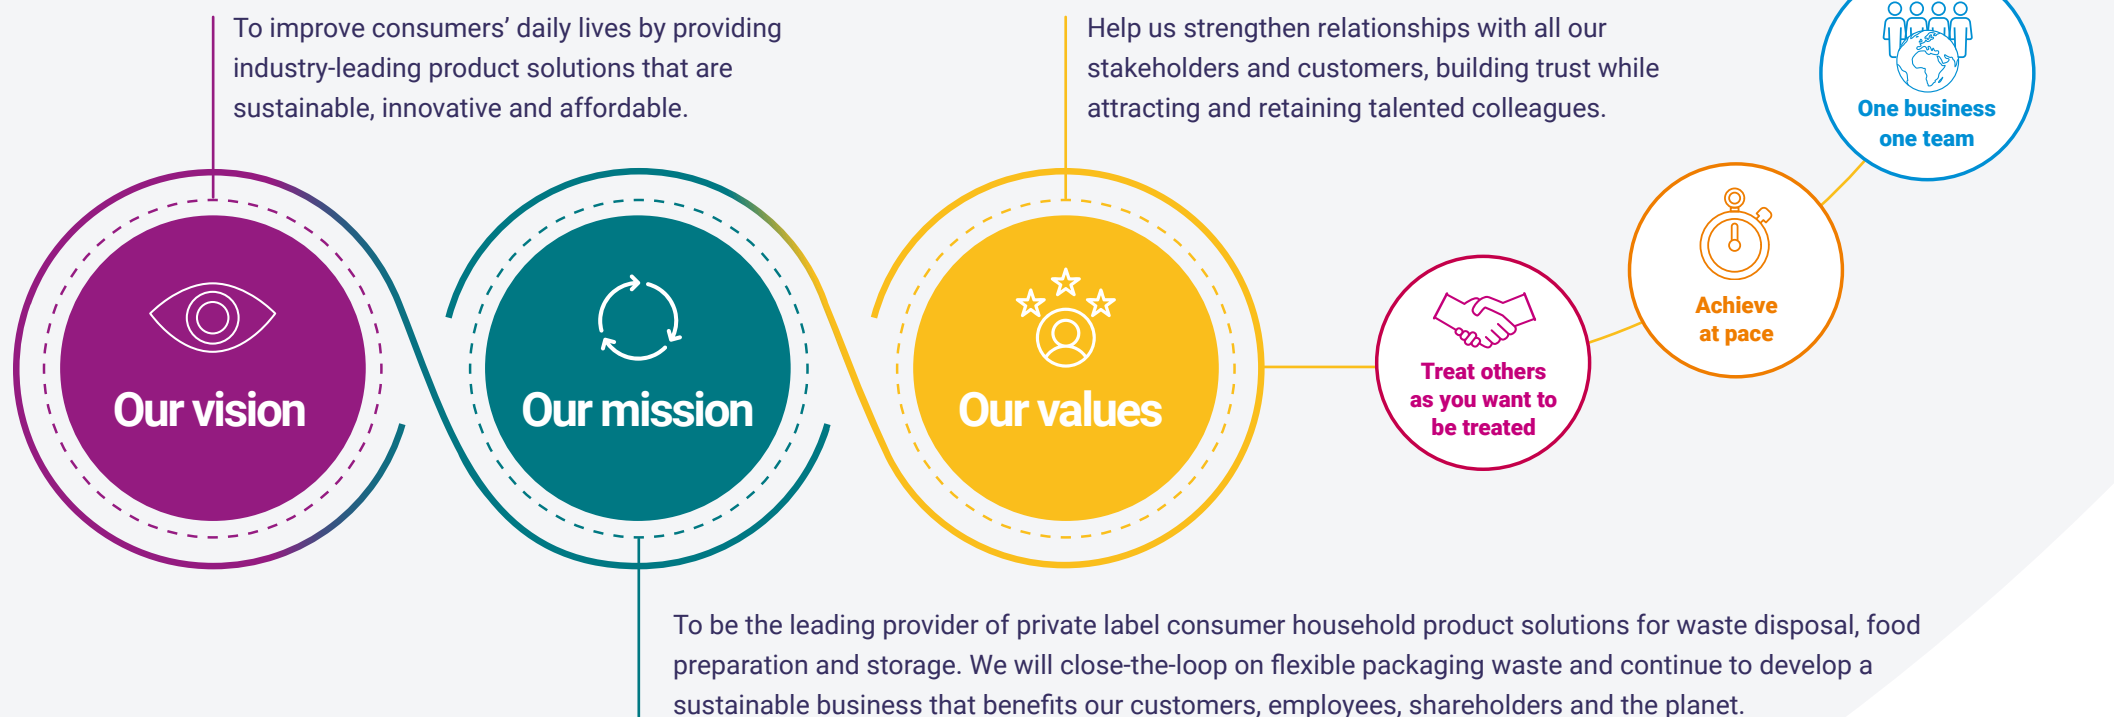 To improve consumers’ daily lives by providing
industry-leading product solutions that are
sustainable, innovative and affordable.
Help us strengthen relationships with all our
stakeholders and customers, building trust while
attracting and retaining talented colleagues.
One business
one team
Achieve
at pace
Treat others
as you want to
be treated
Our vision
Our mission
Our values
To be the leading provider of private label consumer household product solutions for waste disposal, food
preparation and storage. We will close-the-loop on flexible packaging waste and continue to develop a
sustainable business that benefits our customers, employees, shareholders and the planet.